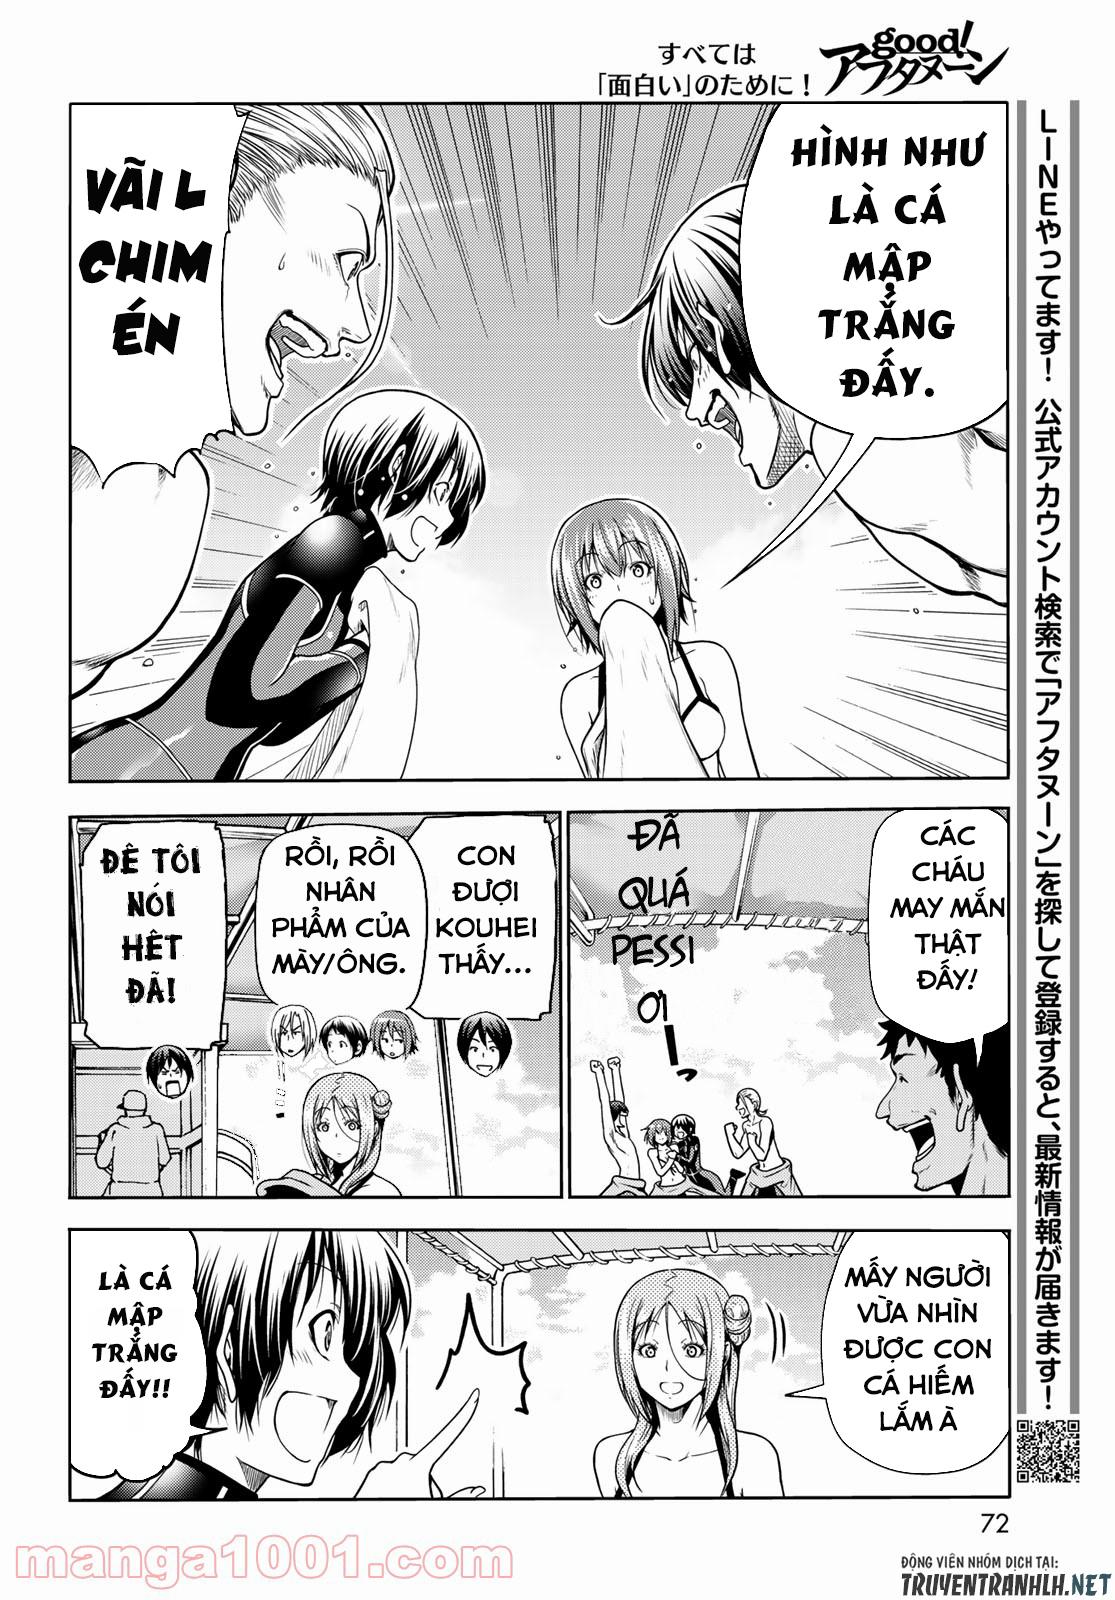 すべては
「面白い」のために！
good!
アフタヌーン
HÌNH NHƯ
LÀ CÁ
MẬP
TRẮNG
ĐẤY.
VÃI L
CHIM
ÉN
CÁC
CHÁU
MAY MẮN
THẬT
ĐẤY!
ĐÃ
QUÁ
PESSI
ƠI
CON
ĐƯỢI
KOUHEI
THẤY...
RỒI, RỒI
NHÂN
PHẨM CỦA
MÀY/ÔNG.
ĐÊ TÔI
NÓI
HÊT
ĐÃ!
MẤY NGƯỜI
VỪA NHÌN
ĐƯỢC CON
CÁ HIẾM
LẮM À
LÀ CÁ
MẬP
TRẮNG
ĐẤY!!
LINEやってます！ 公式アカウント検索で「アフタヌーン」を探して登録すると、最新情報が届きます！
72
manga1001.com
ĐỘNG VIÊN NHÓM DỊCH TẠI:
TRUYENTRANHLH.NET